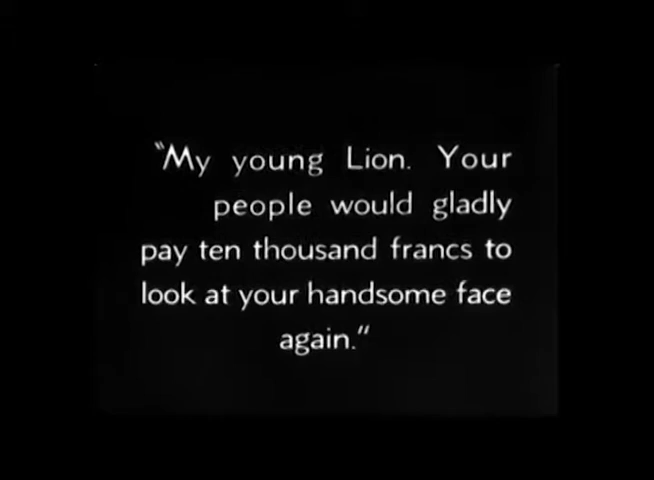 "My young Lion. Your
people would gladly
pay ten thousand francs to
look at your handsome face
again."